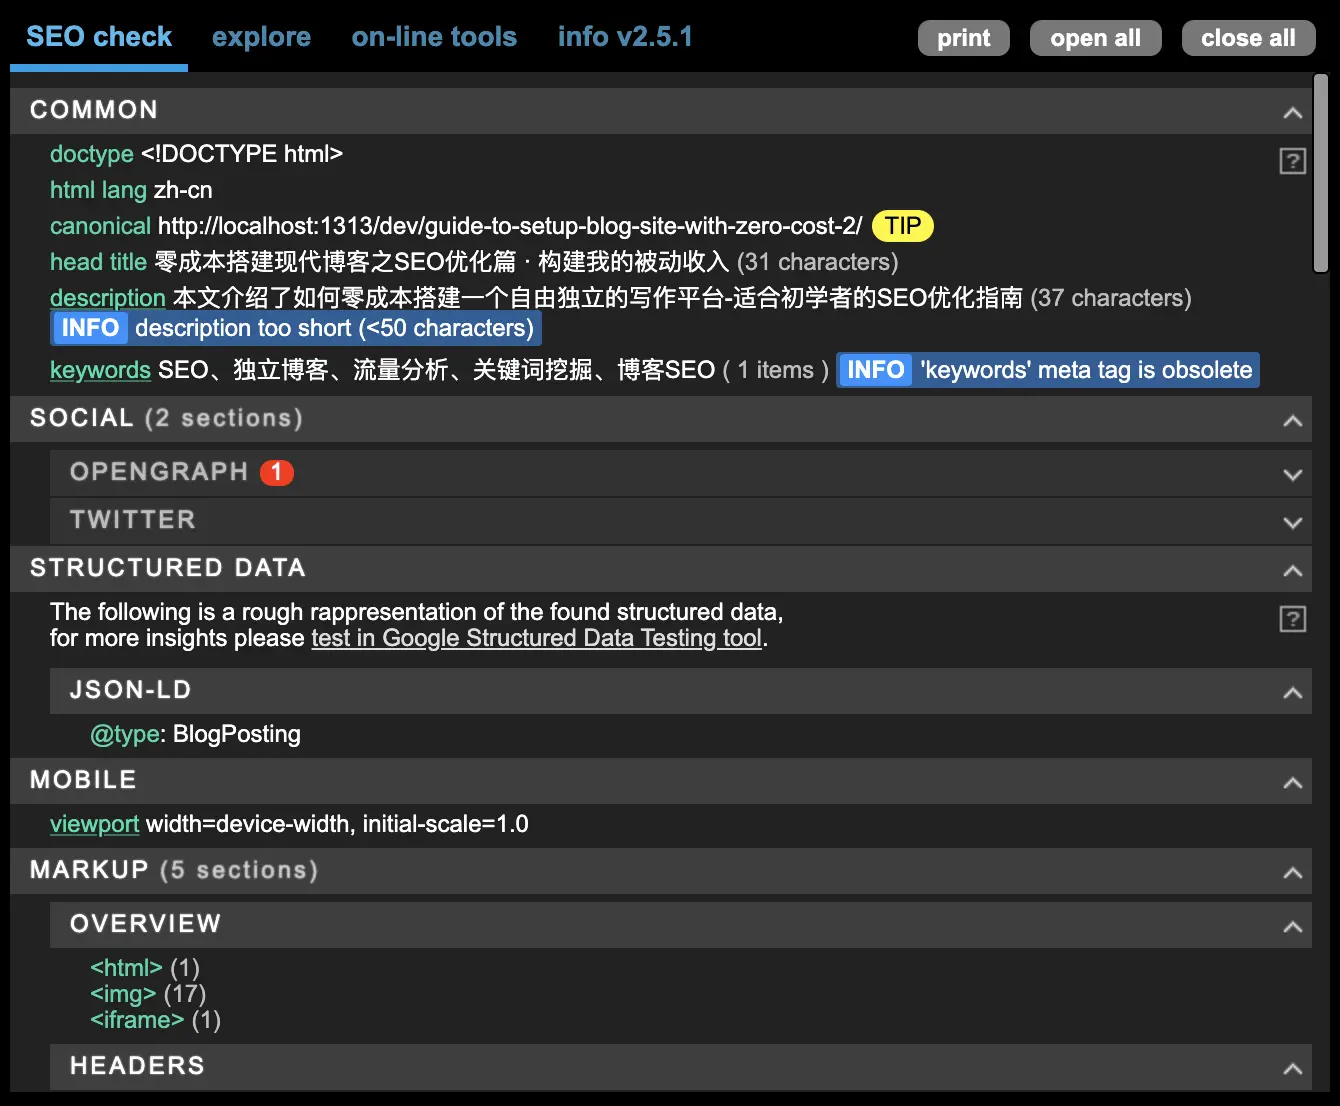 SEO check explore on-line tools info v2.5.1 print open all close all
COMMON
doctype <!DOCTYPE html>
?
html lang zh-cn
canonical http://localhost:1313/dev/guide-to-setup-blog-site-with-zero-cost-2/ TIP
head title 零成本搭建现代博客之SEO优化篇 · 构建我的被动收入 (31 characters)
description 本文介绍了如何零成本搭建一个自由独立的写作平台-适合初学者的SEO优化指南 (37 characters)
INFO description too short (<50 characters)
keywords SEO、独立博客、流量分析、关键词挖掘、博客SEO ( 1 items ) INFO 'keywords' meta tag is obsolete
SOCIAL (2 sections)
OPENGRAPH 1
TWITTER
STRUCTURED DATA
The following is a rough rappresentation of the found structured data,
?
for more insights please test in Google Structured Data Testing tool.
JSON-LD
@type: BlogPosting
MOBILE
viewport width=device-width, initial-scale=1.0
MARKUP (5 sections)
OVERVIEW
<html> (1)
<img> (17)
<iframe> (1)
HEADERS